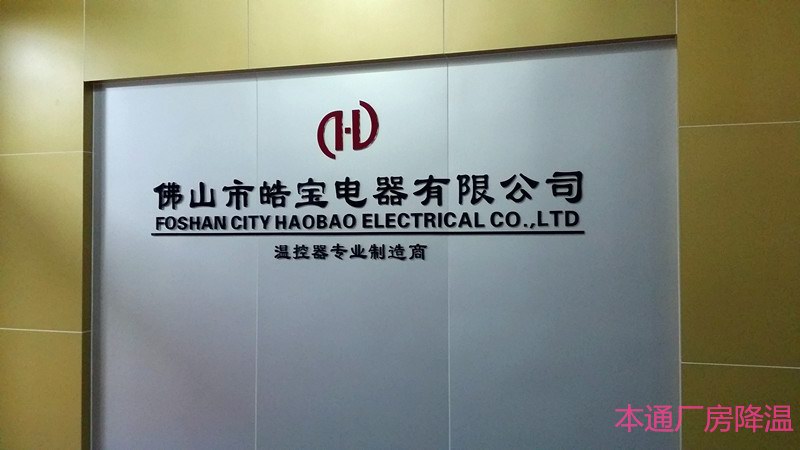 佛山市皓宝电器有限公司
FOSHAN CITY HAOBAO ELECTRICAL CO.,LTD
温控器专业制造商
本通厂房降温